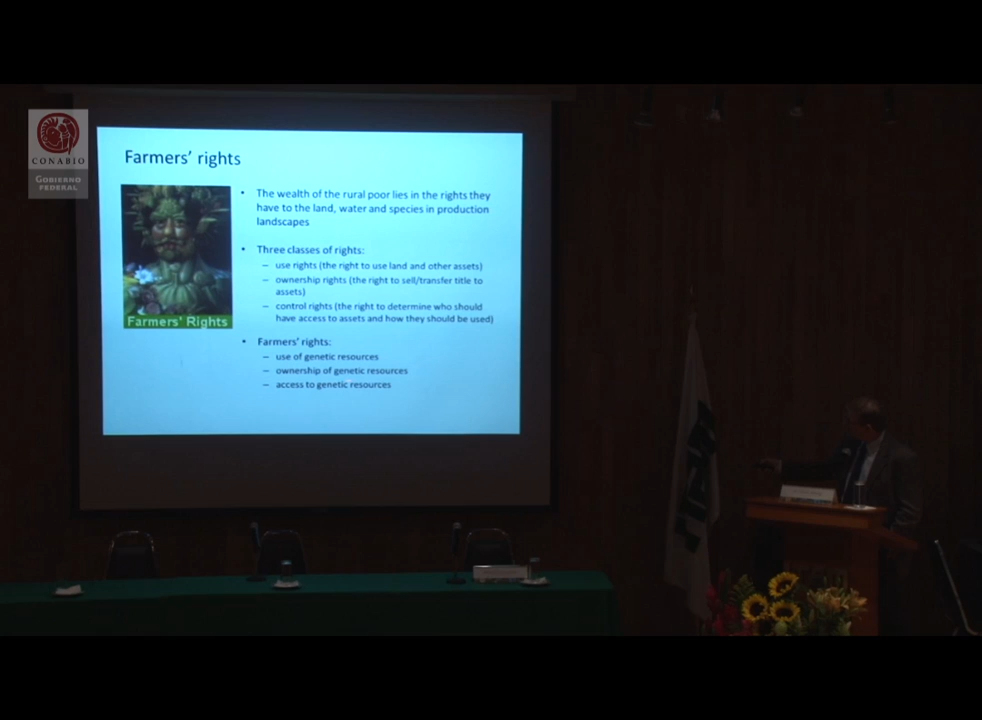 CONABIO
GOBIERNO
FEDERAL
Farmers' rights
• The wealth of the rural poor lies in the rights they
have to the land, water and species in production
landscapes
• Three classes of rights:
– use rights (the right to use land and other assets)
– ownership rights (the right to sell/transfer title to
assets)
– control rights (the right to determine who should
have access to assets and how they should be used)
Farmers' Rights
• Farmers' rights:
– use of genetic resources
– ownership of genetic resources
– access to genetic resources